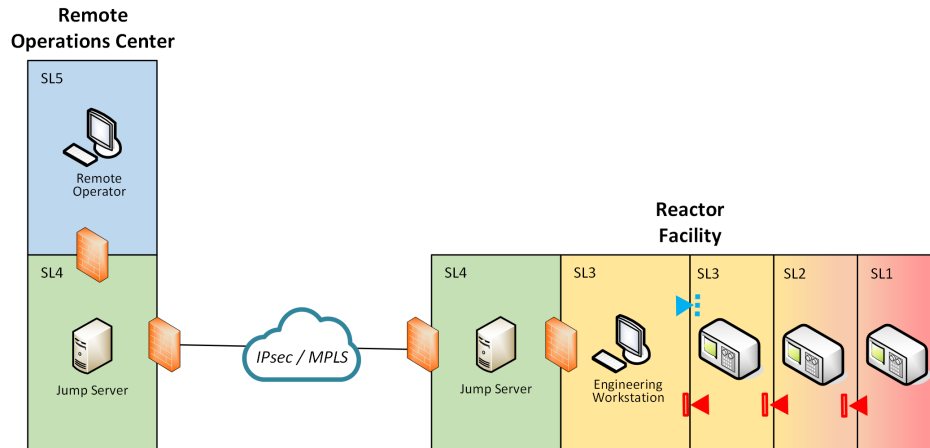 Remote
Operations Center
SL5
Remote
Operator
SL4
Jump Server
IPsec / MPLS
Reactor
Facility
SL4
Jump Server
SL3
Engineering
Workstation
SL3
SL2
SL1